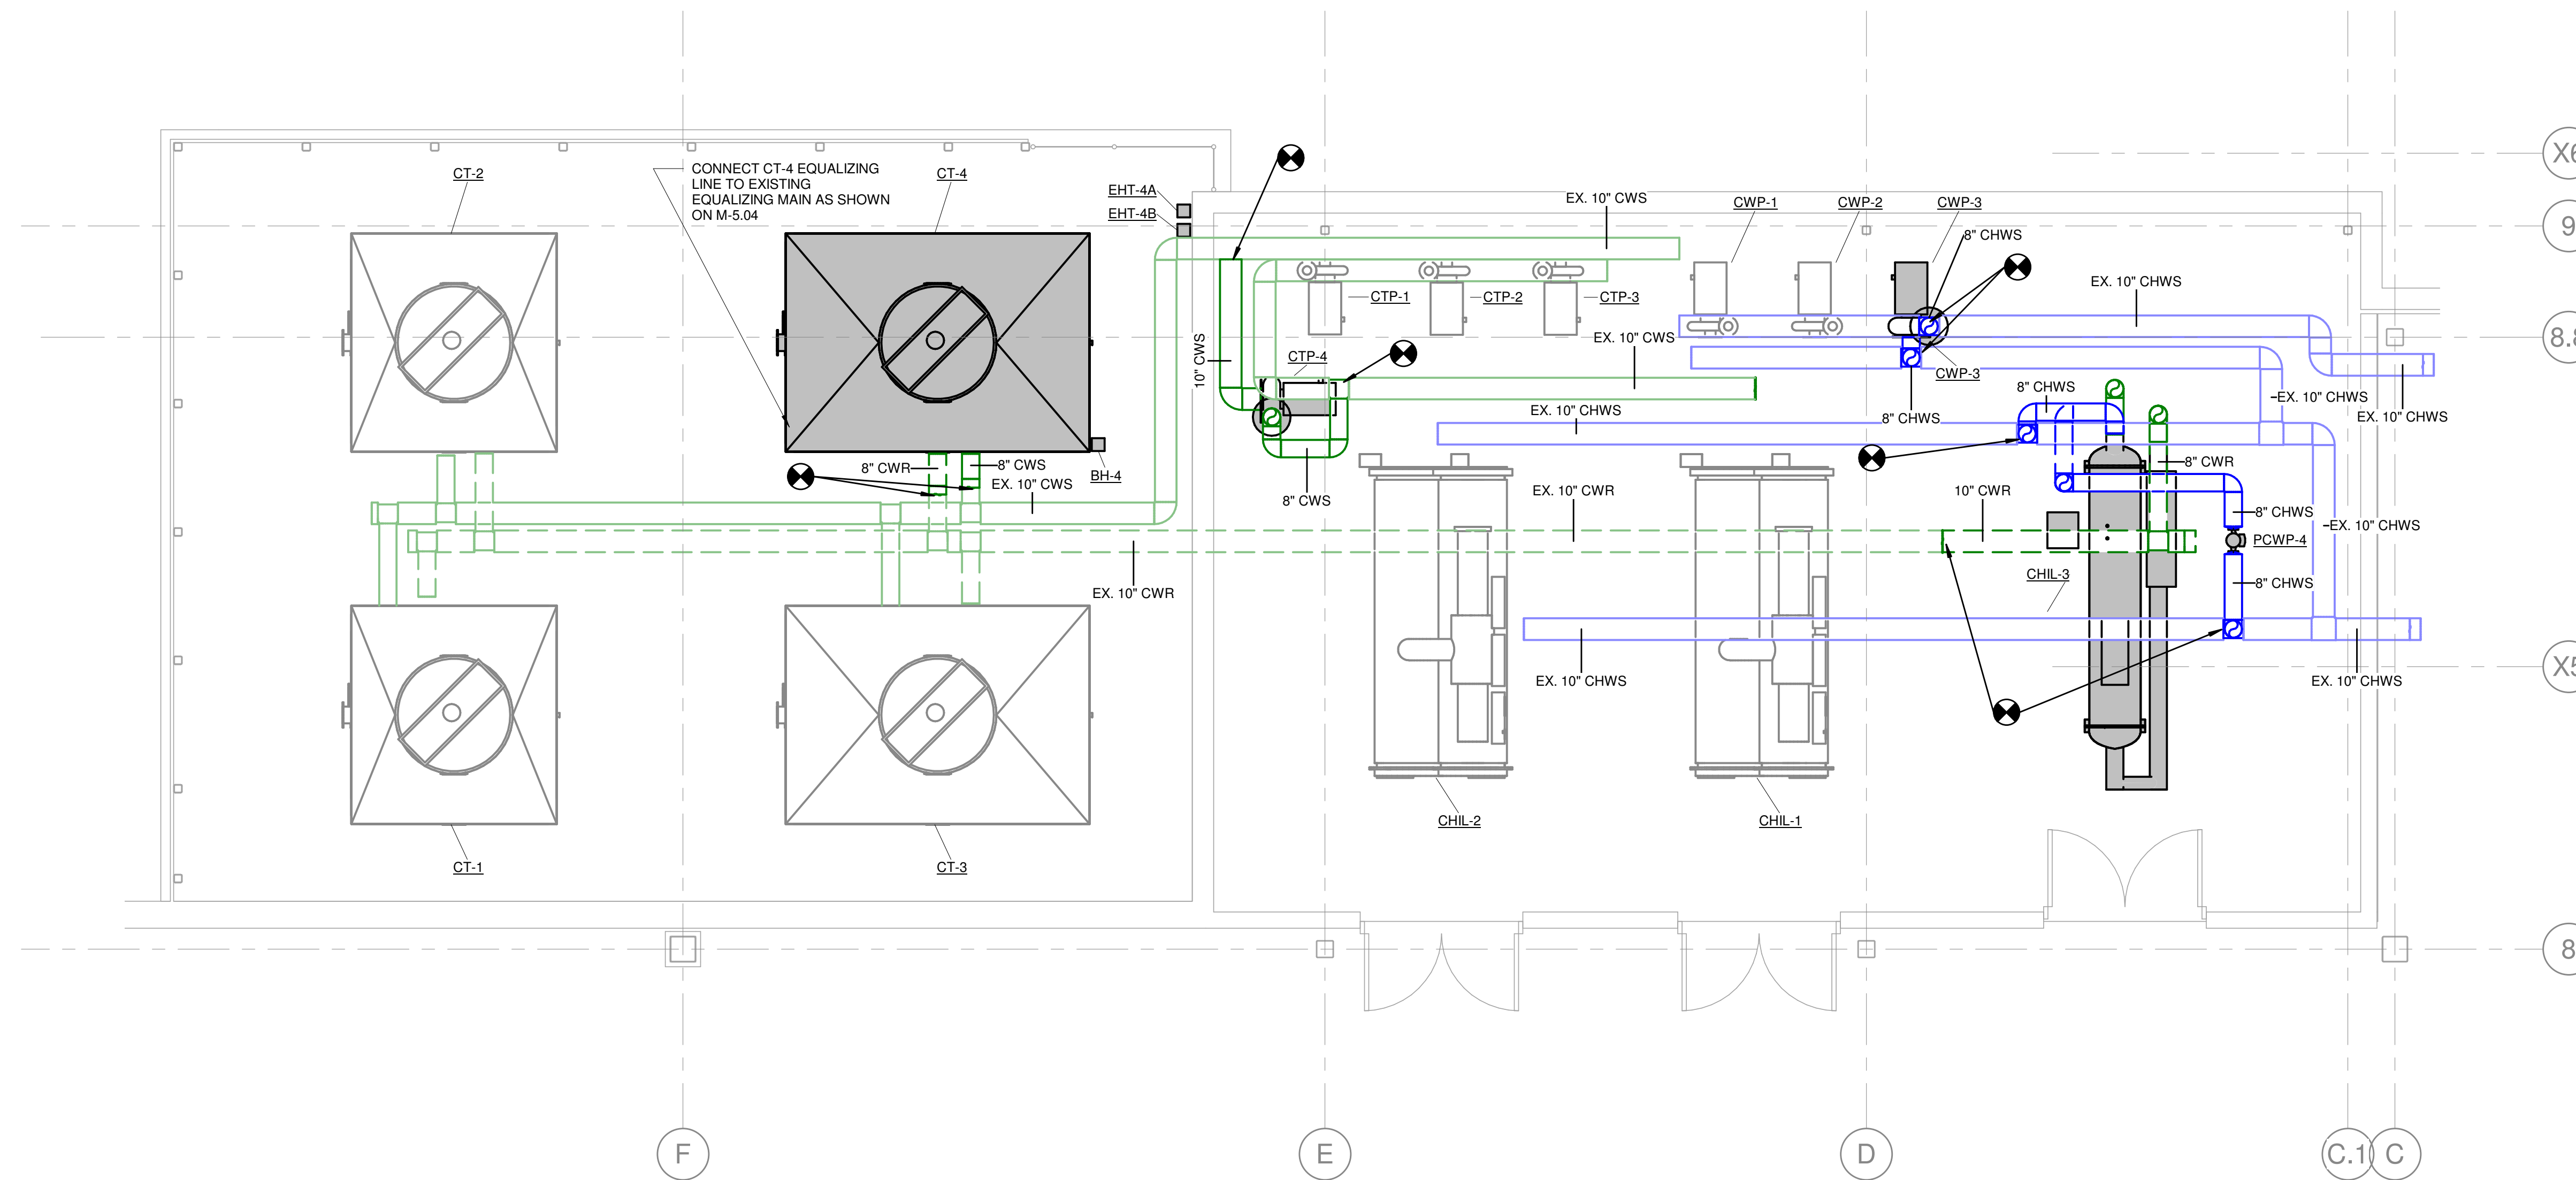 X6
CT-2
CONNECT CT-4 EQUALIZING
LINE TO EXISTING
EQUALIZING MAIN AS SHOWN
ON M-5.04
CT-4
EHT-4A
EHT-4B
EX. 10" CWS
CWP-1
CWP-2
CWP-3
9
8" CHWS
EX. 10" CHWS
CTP-1
CTP-2
CTP-3
EX. 10" CWS
8.8
10" CWS
CTP-4
CWP-3
8" CHWS
8" CHWS
EX. 10" CHWS
EX. 10" CHWS
EX. 10" CHWS
8" CWR
8" CWS
EX. 10" CWS
BH-4
8" CWS
EX. 10" CWR
10" CWR
8" CWR
8" CHWS
EX. 10" CHWS
PCWP-4
CHIL-3
8" CHWS
EX. 10" CWR
EX. 10" CHWS
EX. 10" CHWS
X5
CHIL-2
CHIL-1
CT-1
CT-3
8
F
E
D
C.1
C